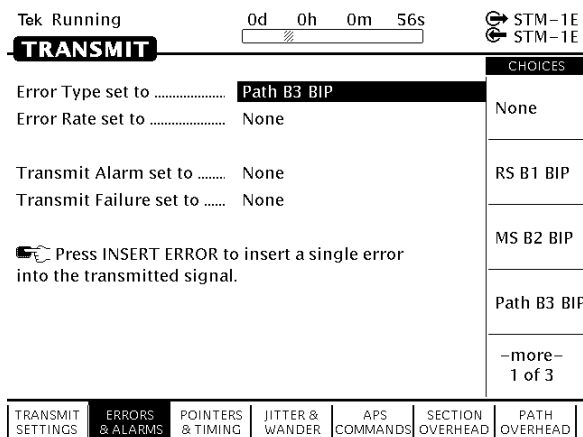 Tek Running 0d 0h 0m 56s STM-1E
STM-1E
TRANSMIT
CHOICES
Error Type set to .................... Path B3 BIP
Error Rate set to ..................... None
Transmit Alarm set to ........ None
Transmit Failure set to ...... None
Press INSERT ERROR to insert a single error
into the transmitted signal.
None
RS B1 BIP
MS B2 BIP
Path B3 BIP
-more-
1 of 3
TRANSMIT SETTINGS
ERRORS & ALARMS
POINTERS & TIMING
JITTER & WANDER
APS COMMANDS
SECTION OVERHEAD
PATH OVERHEAD